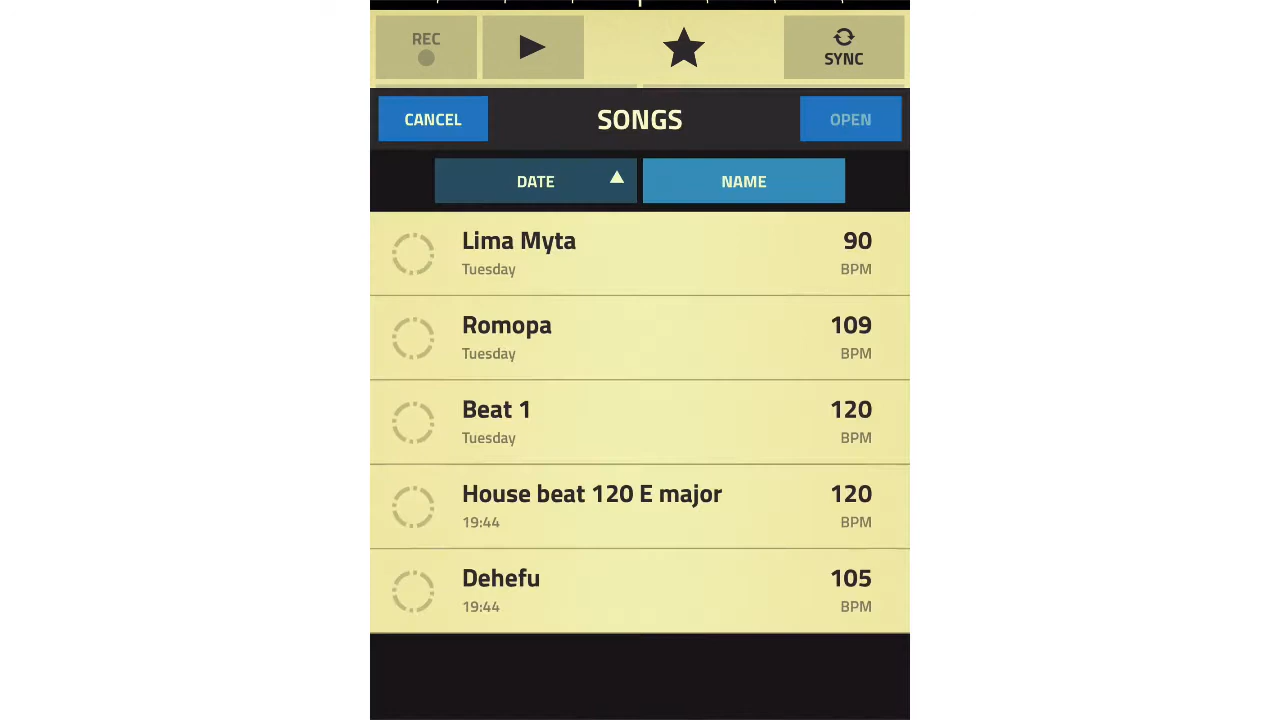 REC
SYNC
CANCEL SONGS OPEN
DATE NAME
Lima Myta 90
Tuesday BPM
Romopa 109
Tuesday BPM
Beat 1 120
Tuesday BPM
House beat 120 E major 120
19:44 BPM
Dehefu 105
19:44 BPM